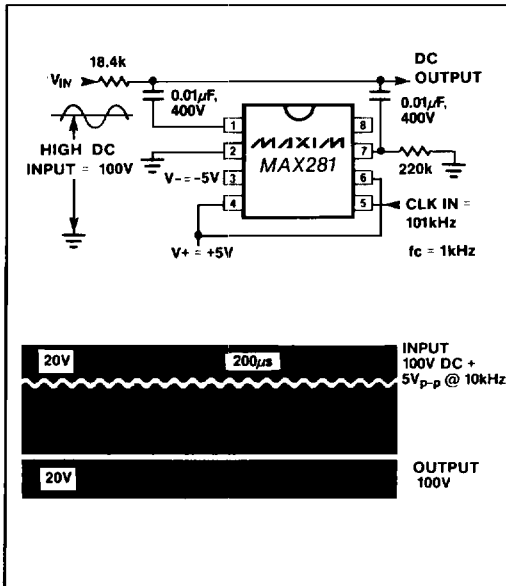 18.4k
VIN
DC
OUTPUT
0.01µF,
400V
0.01µF,
400V
HIGH DC
INPUT = 100V
1
2
3
4
8
7
6
5
MAXIM
MAX281
220k
V- = -5V
V+ = +5V
CLK IN =
101kHz
fc = 1kHz
20V
200µs
INPUT
100V DC +
5Vp-p @ 10kHz
20V
OUTPUT
100V